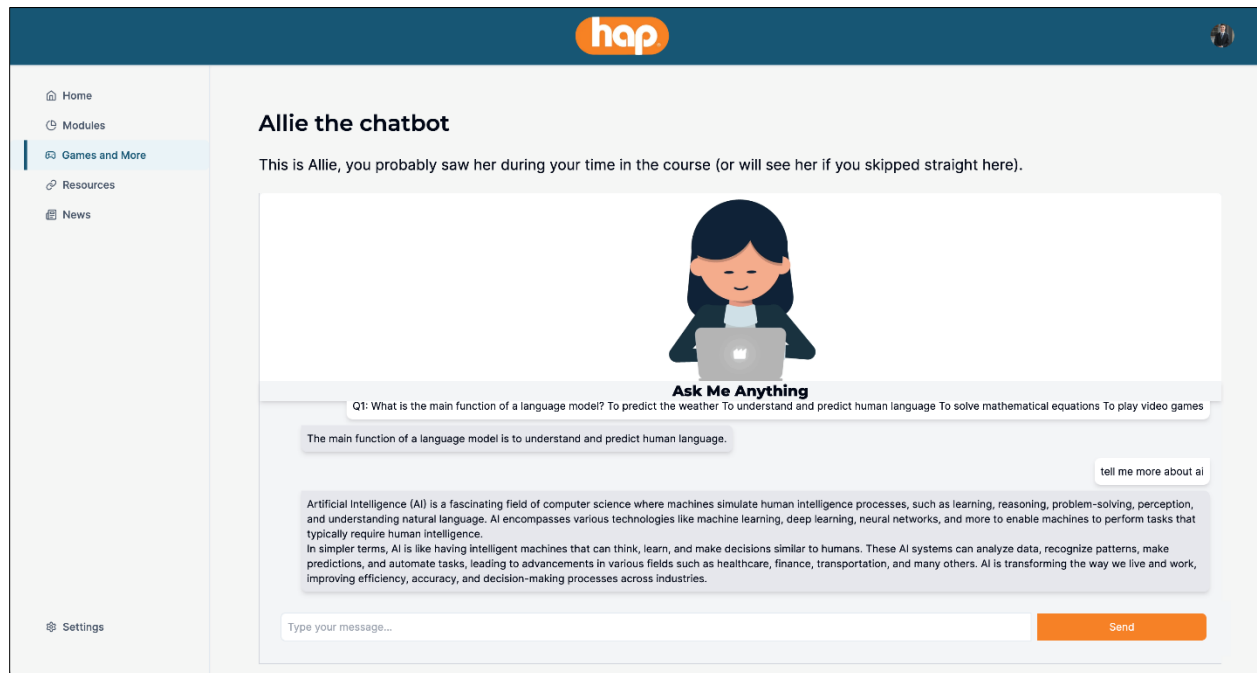 hap
Home
Modules
Games and More
Resources
News
Settings
Allie the chatbot
This is Allie, you probably saw her during your time in the course (or will see her if you skipped straight here).
Ask Me Anything
Q1: What is the main function of a language model? To predict the weather To understand and predict human language To solve mathematical equations To play video games
The main function of a language model is to understand and predict human language.
tell me more about ai
Artificial Intelligence (AI) is a fascinating field of computer science where machines simulate human intelligence processes, such as learning, reasoning, problem-solving, perception,
and understanding natural language. AI encompasses various technologies like machine learning, deep learning, neural networks, and more to enable machines to perform tasks that
typically require human intelligence.
In simpler terms, AI is like having intelligent machines that can think, learn, and make decisions similar to humans. These AI systems can analyze data, recognize patterns, make
predictions, and automate tasks, leading to advancements in various fields such as healthcare, finance, transportation, and many others. AI is transforming the way we live and work,
improving efficiency, accuracy, and decision-making processes across industries.
Type your message...
Send